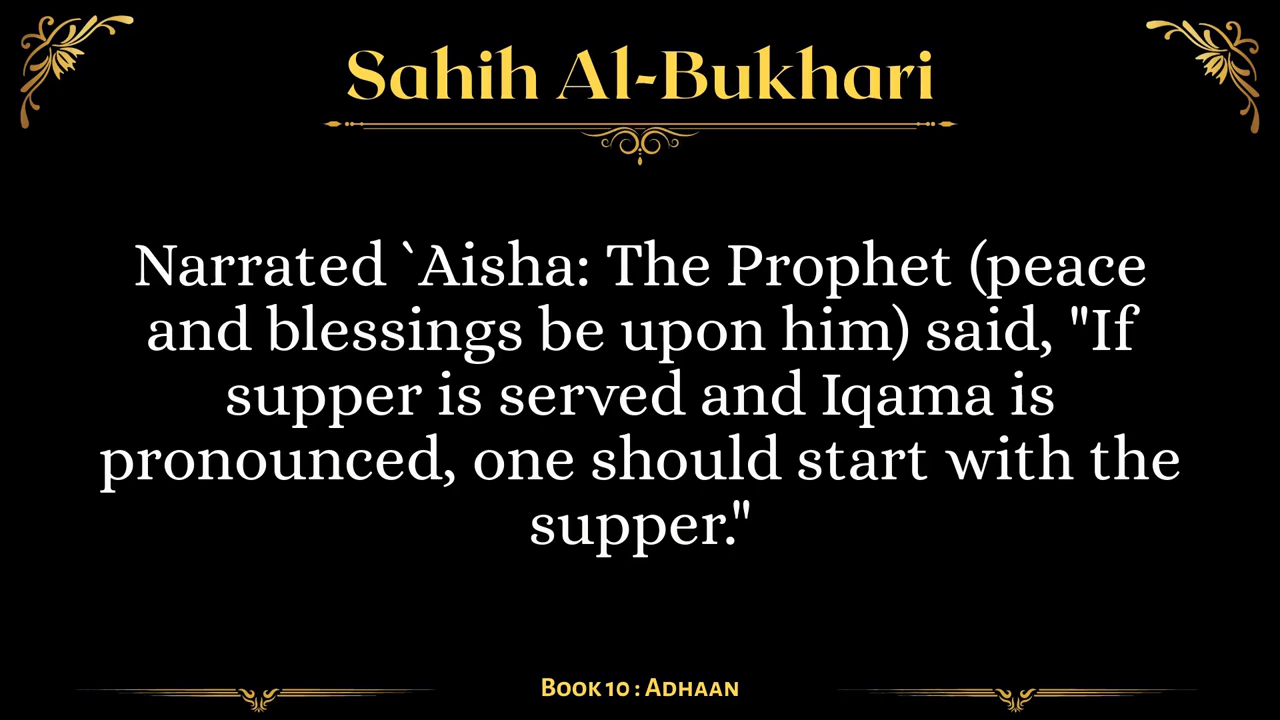 Sahih Al-Bukhari
Narrated `Aisha: The Prophet (peace
and blessings be upon him) said, "If
supper is served and Iqama is
pronounced, one should start with the
supper."
Book 10 : Adhaan